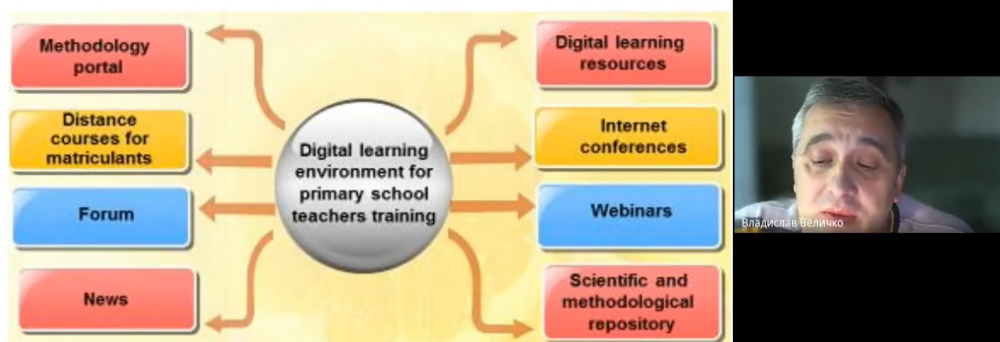 Methodology
portal
Distance
courses for
matriculants
Forum
News
Digital learning
environment for
primary school
teachers training
Digital learning
resources
Internet
conferences
Webinars
Scientific and
methodological
repository
Владислав Величко